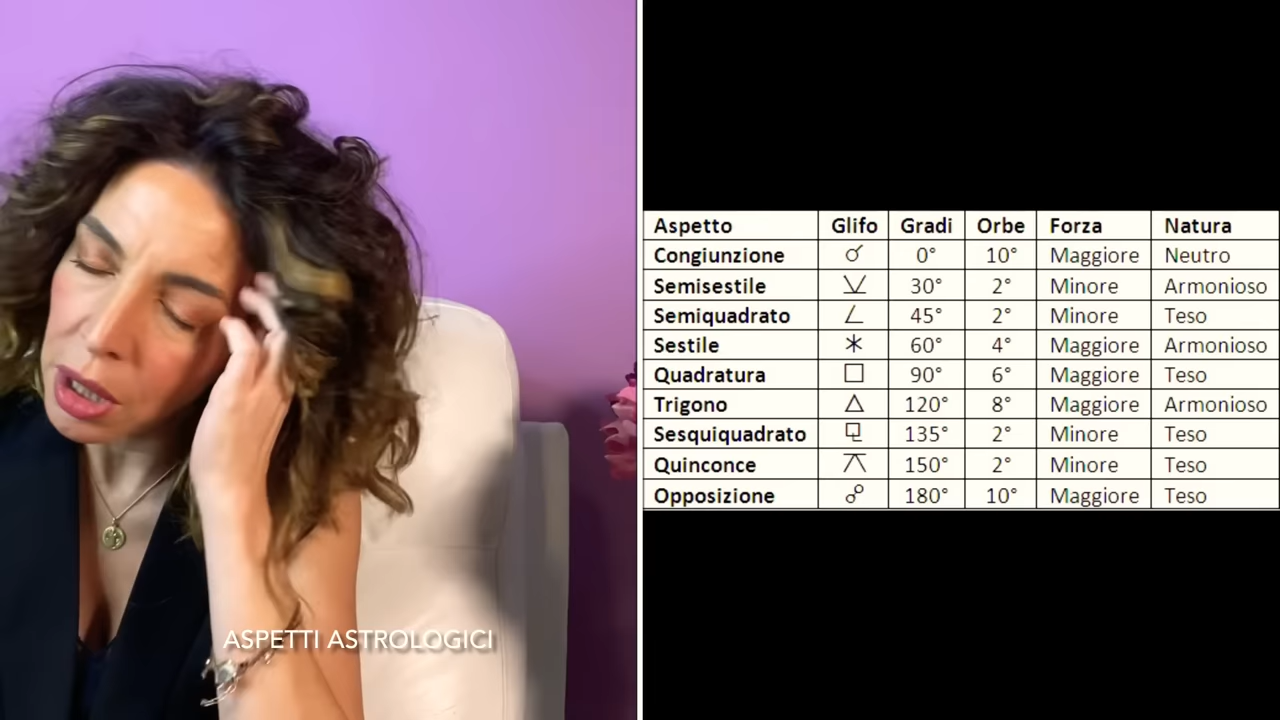 ASPETTI ASTROLOGICI
Aspetto Glifo Gradi Orbe Forza Natura
Congiunzione ☌ 0° 10° Maggiore Neutro
Semisestile ⚺ 30° 2° Minore Armonioso
Semiquadrato ∠ 45° 2° Minore Teso
Sestile ⚹ 60° 4° Maggiore Armonioso
Quadratura □ 90° 6° Maggiore Teso
Trigono △ 120° 8° Maggiore Armonioso
Sesquiquadrato ⚼ 135° 2° Minore Teso
Quinconce ⚻ 150° 2° Minore Teso
Opposizione ☍ 180° 10° Maggiore Teso